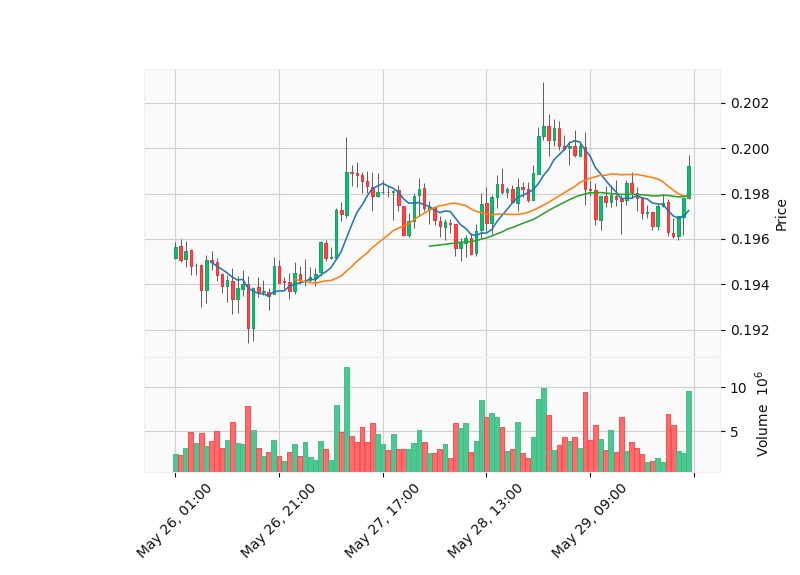 0.202
0.200
0.198
0.196
0.194
0.192
Price
10
5
Volume 10^6
May 26, 01:00
May 26, 21:00
May 27, 17:00
May 28, 13:00
May 29, 09:00